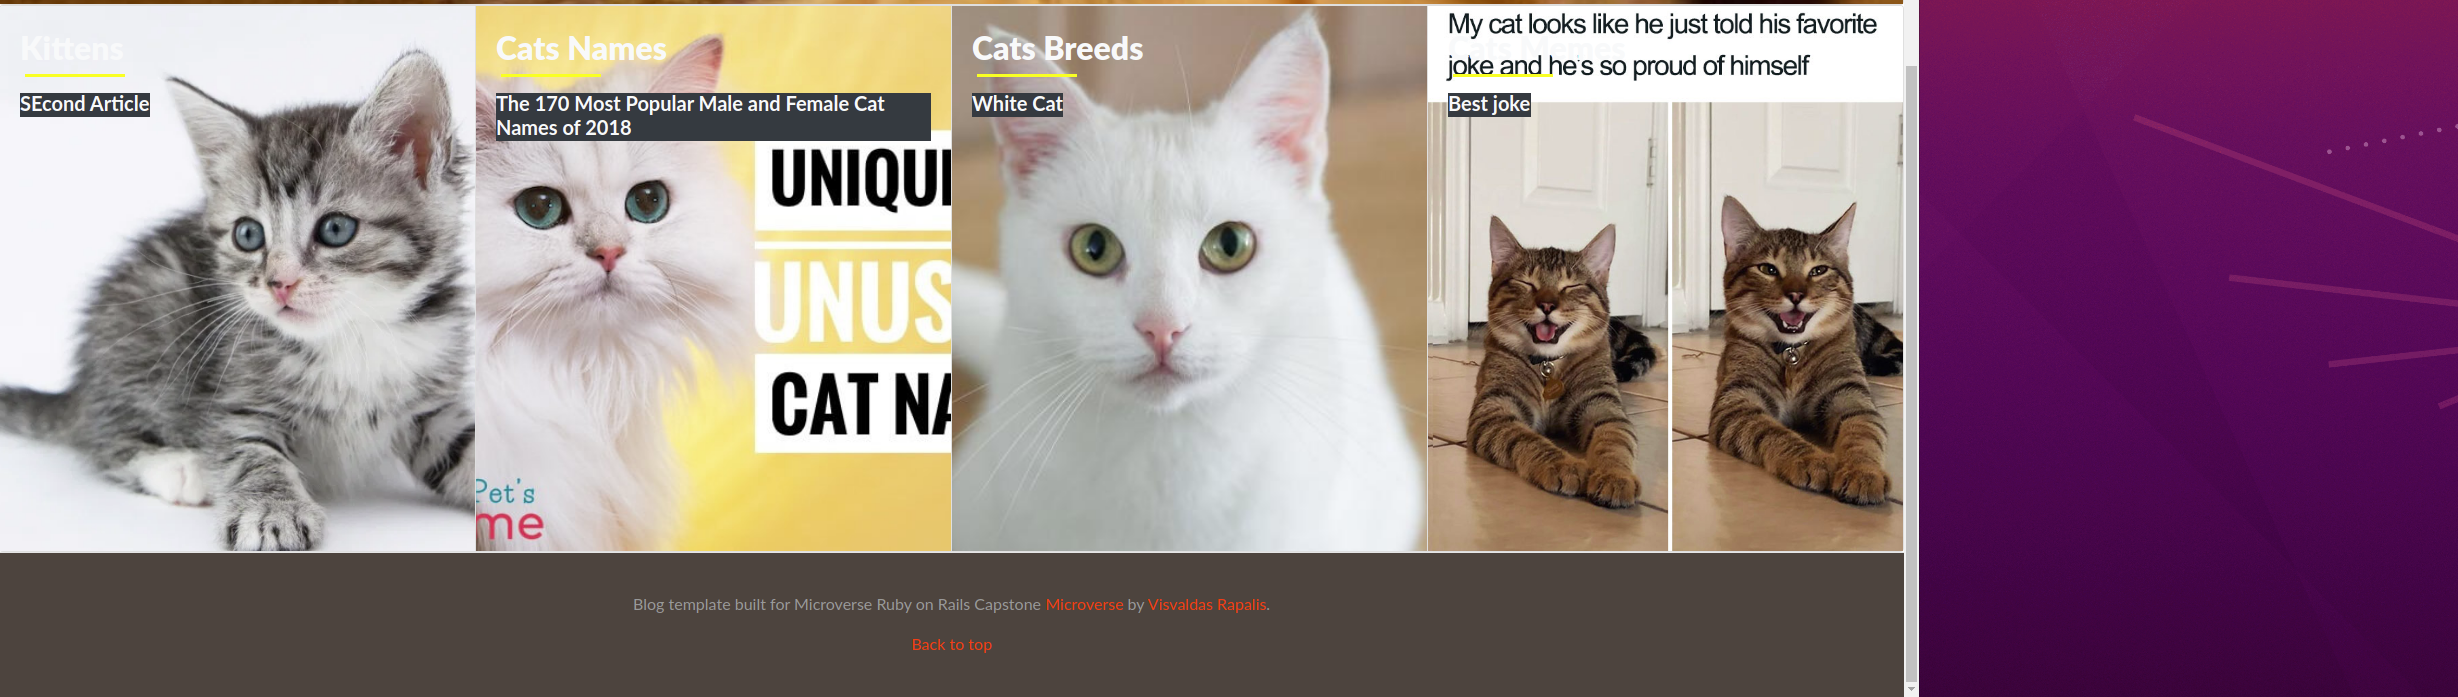 Kittens
SEcond Article
Cats Names
The 170 Most Popular Male and Female Cat
Names of 2018
UNIQU
UNUS
CAT NA
Pet's
me
Cats Breeds
White Cat
My cat looks like he just told his favorite
joke and he's so proud of himself
Cats Memes
Best joke
Blog template built for Microverse Ruby on Rails Capstone Microverse by Visvaldas Rapalis.
Back to top